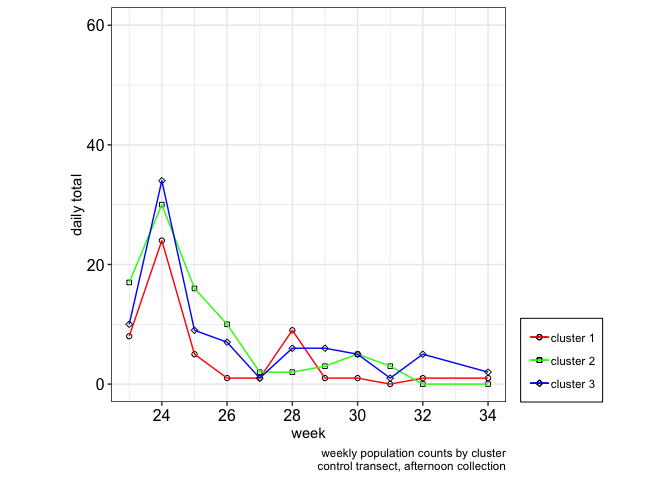 60
40
20
0
daily total
24 26 28 30 32 34
week
cluster 1
cluster 2
cluster 3
weekly population counts by cluster
control transect, afternoon collection